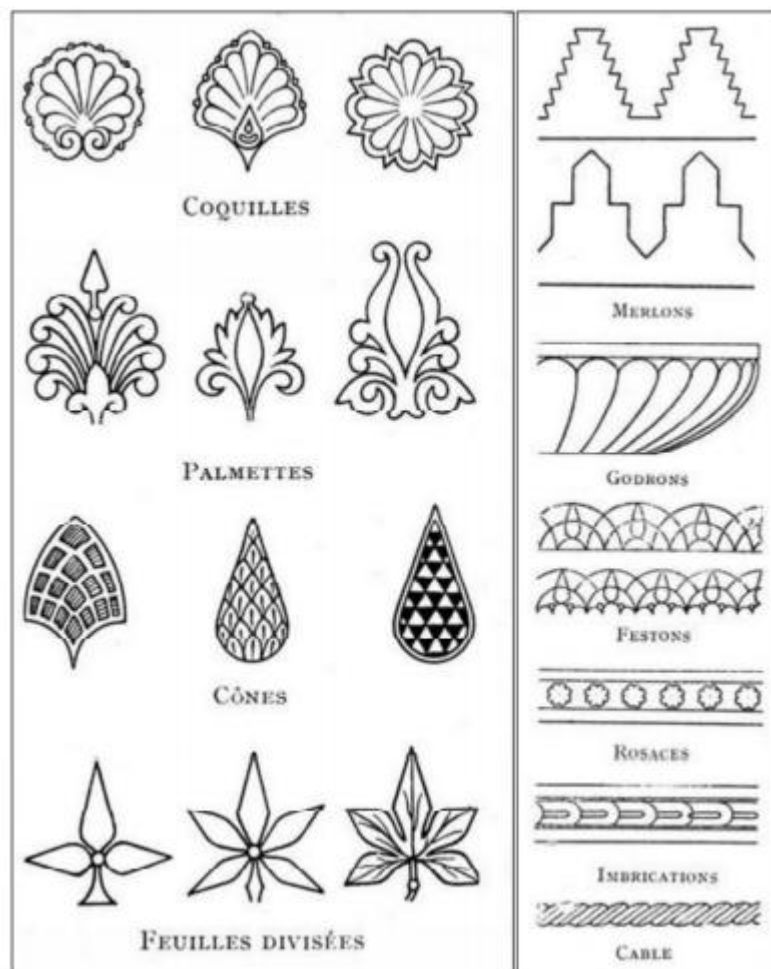 COQUILLES
PALMETTES
CÔNES
FEUILLES DIVISÉES
MERLONS
GODRONS
FESTONS
ROSACES
IMBRICATIONS
CABLE